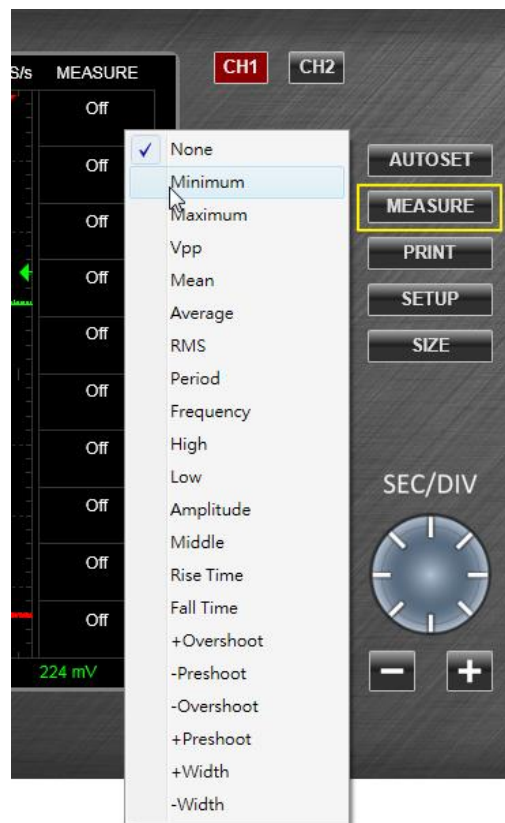 S/s MEASURE
CH1 CH2
Off
Off
Off
Off
Off
Off
Off
Off
Off
Off
224 mV
None
Minimum
Maximum
Vpp
Mean
Average
RMS
Period
Frequency
High
Low
Amplitude
Middle
Rise Time
Fall Time
+Overshoot
-Preshoot
-Overshoot
+Preshoot
+Width
-Width
AUTOSET
MEASURE
PRINT
SETUP
SIZE
SEC/DIV
− +